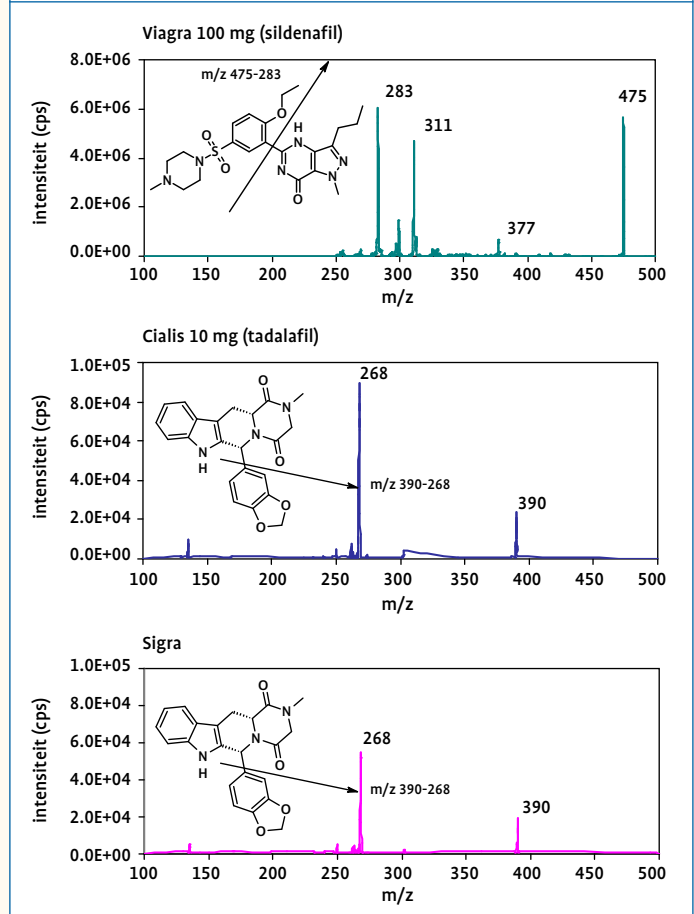 Viagra 100 mg (sildenafil)
intensiteit (cps)
8.0E+06
6.0E+06
4.0E+06
2.0E+06
0.0E+00
m/z 475-283
O
H
N
NH
N
N
N
CH₃
O
O
S
O
N
N
CH₃
283
311
377
475
100 150 200 250 300 350 400 450 500
m/z
Cialis 10 mg (tadalafil)
intensiteit (cps)
1.0E+05
8.0E+04
6.0E+04
4.0E+04
2.0E+04
0.0E+00
O
N
N
O
N
H
O
O
m/z 390-268
268
390
100 150 200 250 300 350 400 450 500
m/z
Sigra
intensiteit (cps)
1.0E+05
8.0E+04
6.0E+04
4.0E+04
2.0E+04
0.0E+00
O
N
N
O
N
H
O
O
m/z 390-268
268
390
100 150 200 250 300 350 400 450 500
m/z